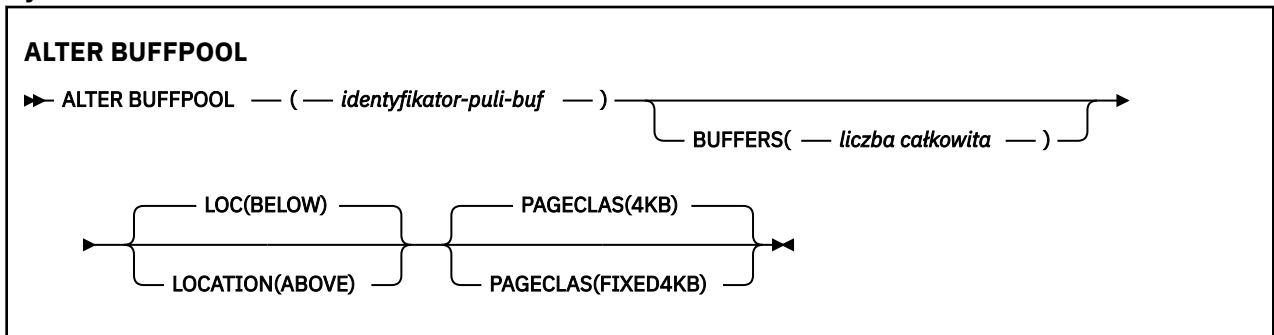 ALTER BUFFPOOL
ALTER BUFFPOOL ( identyfikator-puli-buf )
BUFFERS( liczba całkowita )
LOC(BELOW) PAGECLAS(4KB)
LOCATION(ABOVE) PAGECLAS(FIXED4KB)